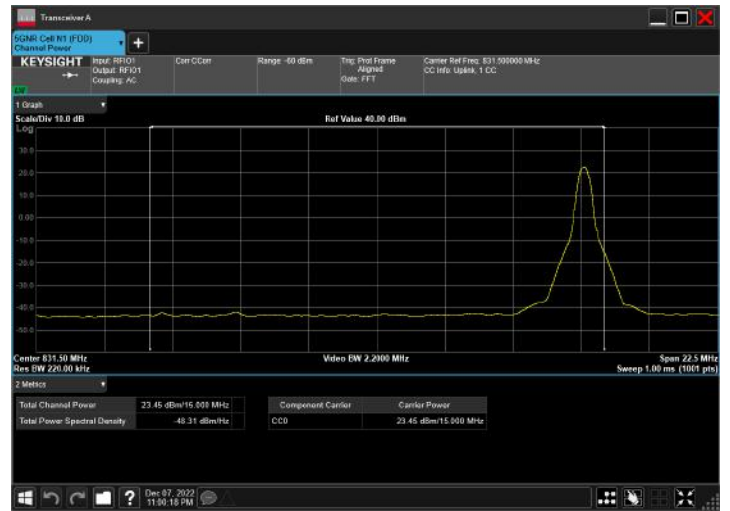 Transceiver A
5GNR Cell N1 (FDD)
Channel Power
KEYSIGHT
Input: RFIO1
Output: RFIO1
Coupling: AC
Corr CCorr
Range -60 dBm
Trig: Prot Frame
Aligned
Gate: FFT
Carrier Ref Freq: 831.500000 MHz
CC Info: Uplink, 1 CC
1 Graph
Scale/Div 10.0 dB
Ref Value 40.00 dBm
Log
30.0
20.0
10.0
0.00
-10.0
-20.0
-30.0
-40.0
-50.0
Center 831.50 MHz
Video BW 2.2000 MHz
Span 22.5 MHz
Res BW 220.00 kHz
Sweep 1.00 ms (1001 pts)
2 Metrics
Total Channel Power 23.45 dBm/15.000 MHz
Total Power Spectral Density -48.31 dBm/Hz
Component Carrier Carrier Power
CC0 23.45 dBm/15.000 MHz
?
Dec 07, 2022
11:00:18 PM